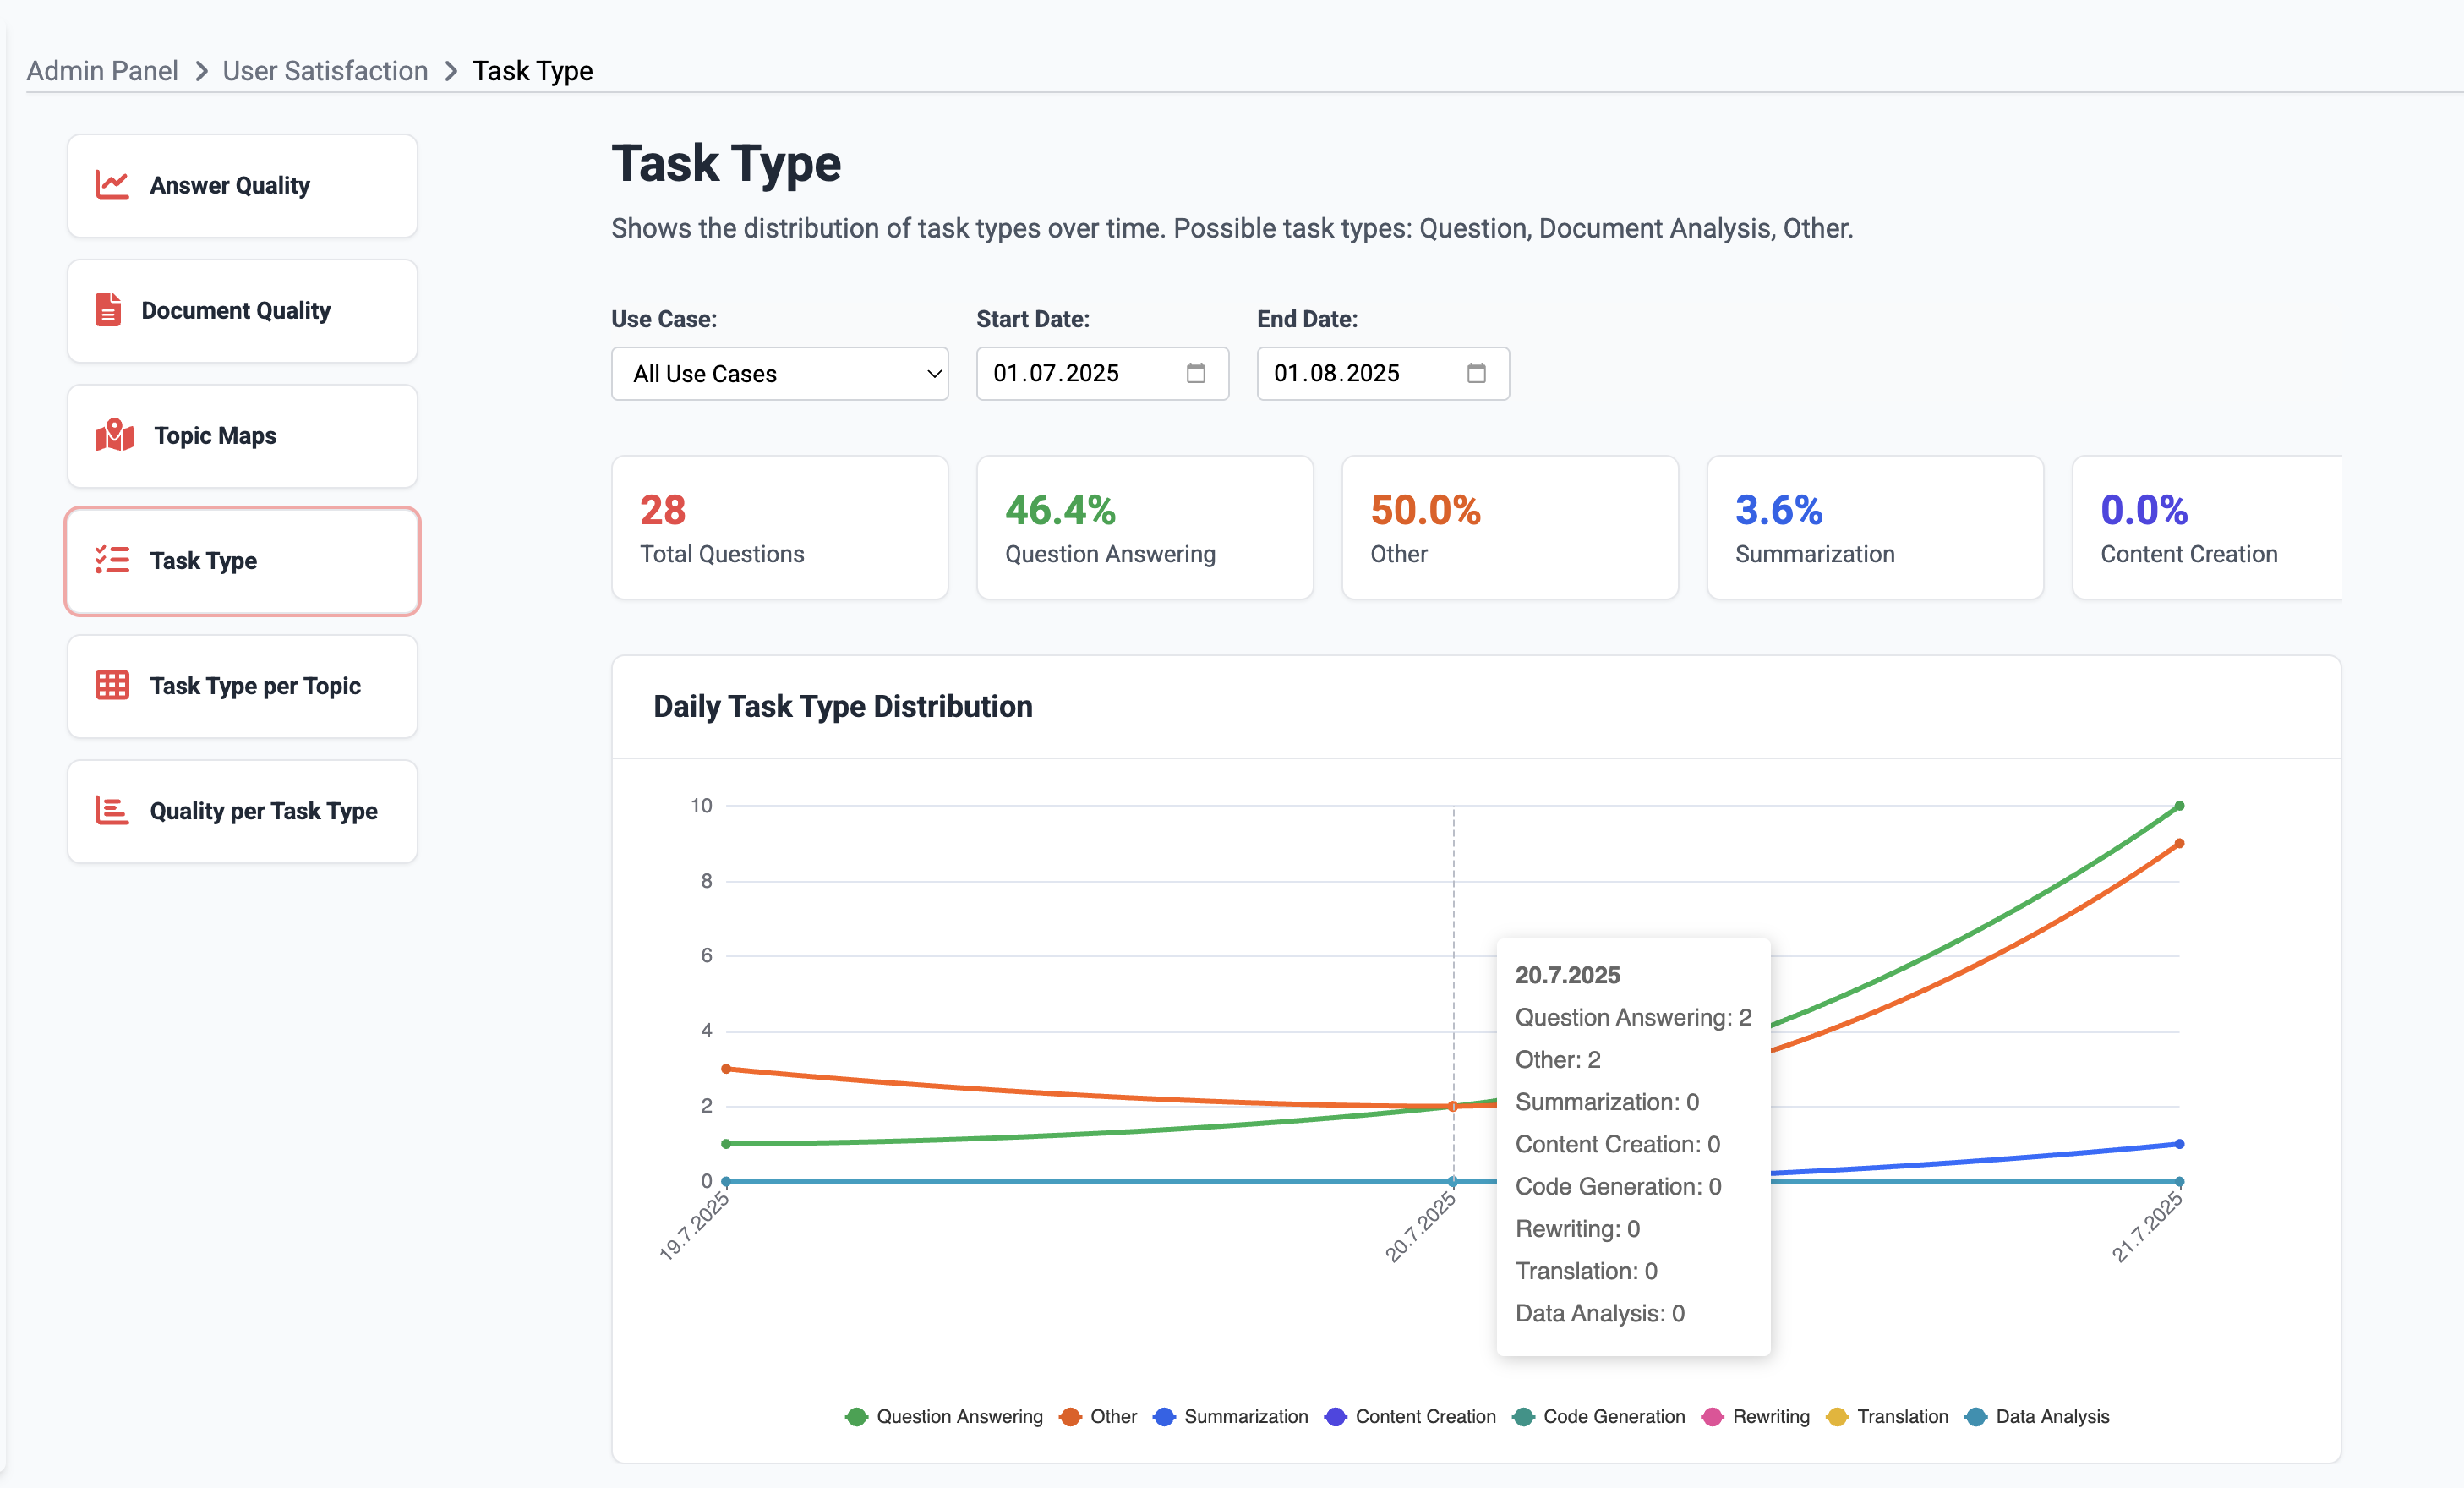 Admin Panel > User Satisfaction > Task Type
Answer Quality
Document Quality
Topic Maps
Task Type
Task Type per Topic
Quality per Task Type
Task Type
Shows the distribution of task types over time. Possible task types: Question, Document Analysis, Other.
Use Case:
Start Date:
End Date:
All Use Cases
01.07.2025
01.08.2025
28
Total Questions
46.4%
Question Answering
50.0%
Other
3.6%
Summarization
0.0%
Content Creation
Daily Task Type Distribution
10
8
6
4
2
0
19.7.2025
20.7.2025
21.7.2025
20.7.2025
Question Answering: 2
Other: 2
Summarization: 0
Content Creation: 0
Code Generation: 0
Rewriting: 0
Translation: 0
Data Analysis: 0
Question Answering Other Summarization Content Creation Code Generation Rewriting Translation Data Analysis